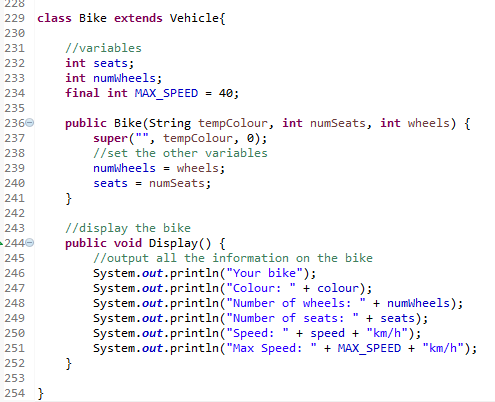 228
229 class Bike extends Vehicle{
230
231     //variables
232     int seats;
233     int numWheels;
234     final int MAX_SPEED = 40;
235
236     public Bike(String tempColour, int numSeats, int wheels) {
237         super("", tempColour, 0);
238         //set the other variables
239         numWheels = wheels;
240         seats = numSeats;
241     }
242
243     //display the bike
244     public void Display() {
245         //output all the information on the bike
246         System.out.println("Your bike");
247         System.out.println("Colour: " + colour);
248         System.out.println("Number of wheels: " + numWheels);
249         System.out.println("Number of seats: " + seats);
250         System.out.println("Speed: " + speed + "km/h");
251         System.out.println("Max Speed: " + MAX_SPEED + "km/h");
252     }
253
254 }